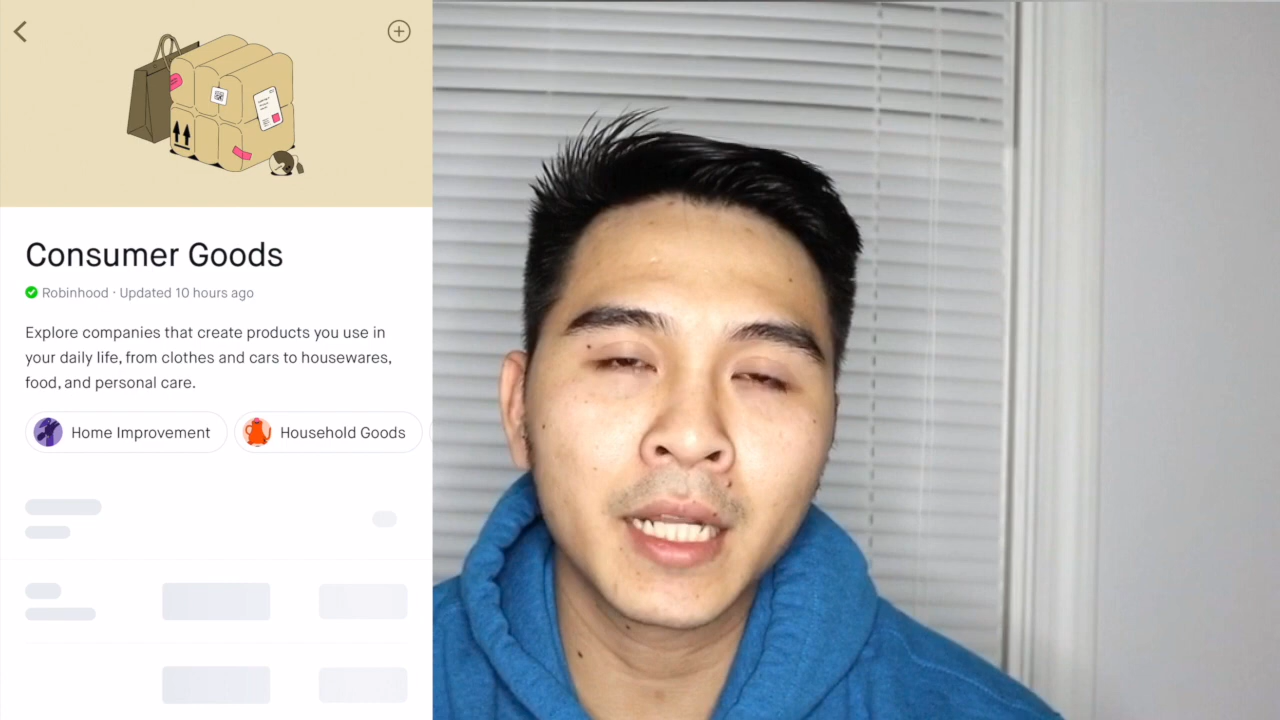 Consumer Goods
Robinhood · Updated 10 hours ago
Explore companies that create products you use in
your daily life, from clothes and cars to housewares,
food, and personal care.
Home Improvement
Household Goods